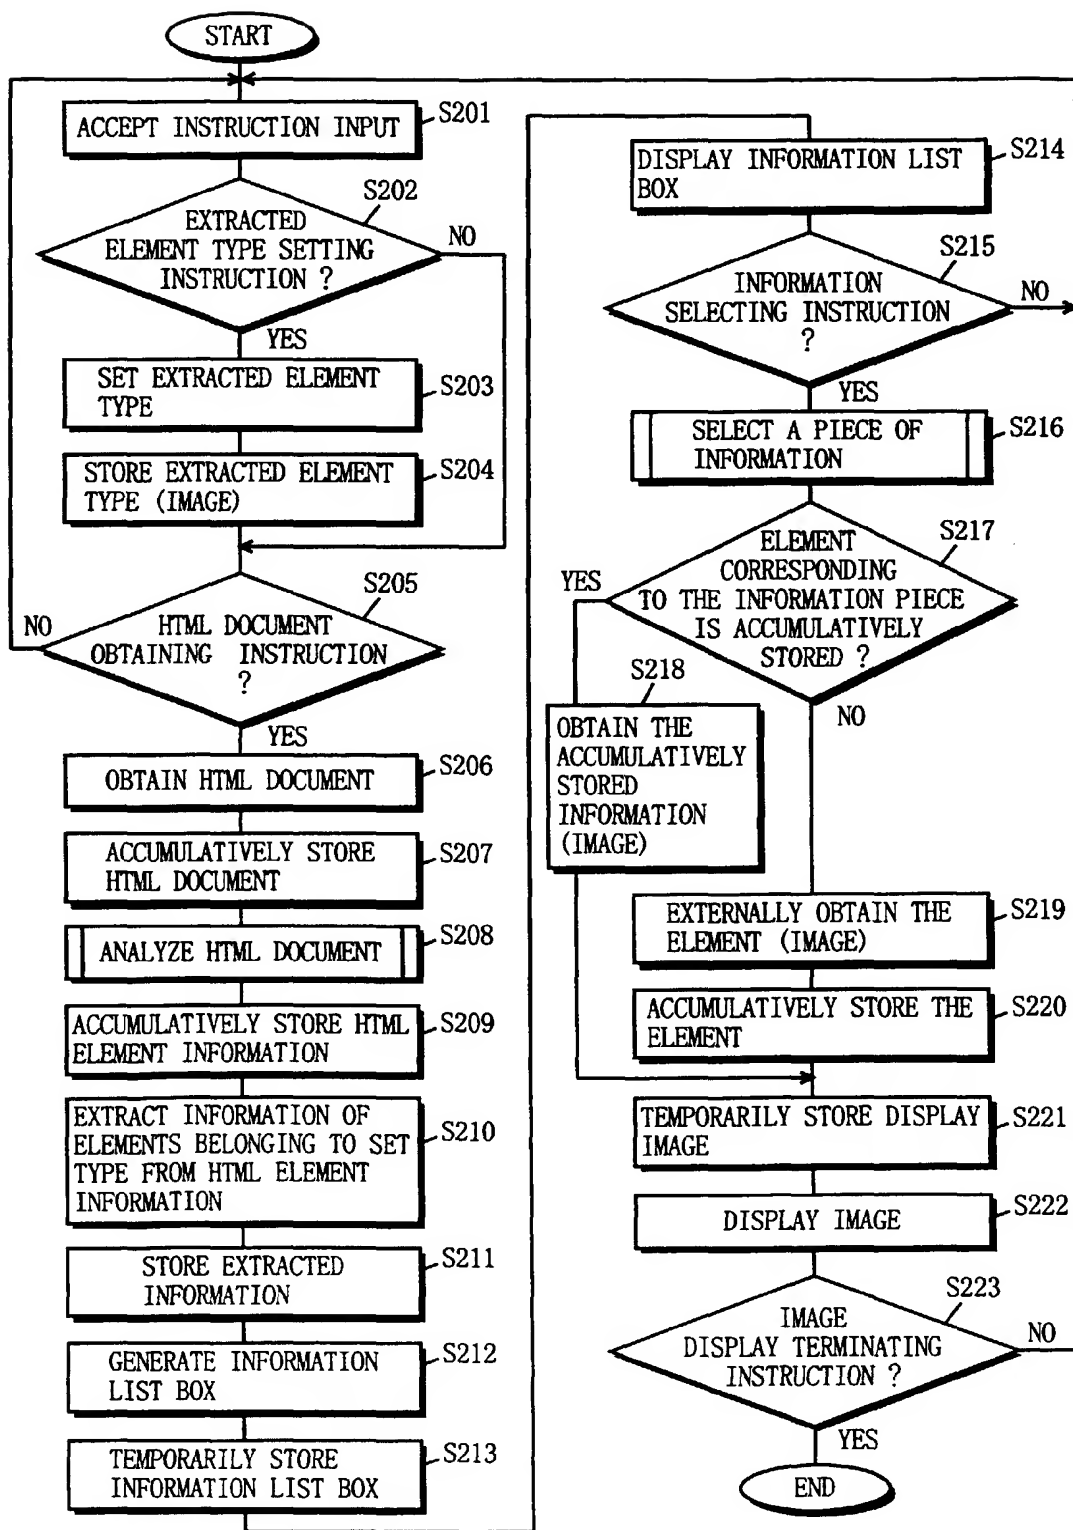 START
ACCEPT INSTRUCTION INPUT
S201
S202
EXTRACTED
ELEMENT TYPE SETTING
INSTRUCTION ?
NO
YES
SET EXTRACTED ELEMENT
TYPE
S203
STORE EXTRACTED ELEMENT
TYPE (IMAGE)
S204
S205
NO
HTML DOCUMENT
OBTAINING INSTRUCTION
?
YES
OBTAIN HTML DOCUMENT
S206
ACCUMULATIVELY STORE
HTML DOCUMENT
S207
ANALYZE HTML DOCUMENT
S208
ACCUMULATIVELY STORE HTML
ELEMENT INFORMATION
S209
EXTRACT INFORMATION OF
ELEMENTS BELONGING TO SET
TYPE FROM HTML ELEMENT
INFORMATION
S210
STORE EXTRACTED
INFORMATION
S211
GENERATE INFORMATION
LIST BOX
S212
TEMPORARILY STORE
INFORMATION LIST BOX
S213
DISPLAY INFORMATION LIST
BOX
S214
S215
INFORMATION
SELECTING INSTRUCTION
?
NO
YES
SELECT A PIECE OF
INFORMATION
S216
S217
ELEMENT
CORRESPONDING
TO THE INFORMATION PIECE
IS ACCUMULATIVELY
STORED ?
YES
NO
S218
OBTAIN THE
ACCUMULATIVELY
STORED
INFORMATION
(IMAGE)
EXTERNALLY OBTAIN THE
ELEMENT (IMAGE)
S219
ACCUMULATIVELY STORE THE
ELEMENT
S220
TEMPORARILY STORE DISPLAY
IMAGE
S221
DISPLAY IMAGE
S222
S223
IMAGE
DISPLAY TERMINATING
INSTRUCTION ?
NO
YES
END